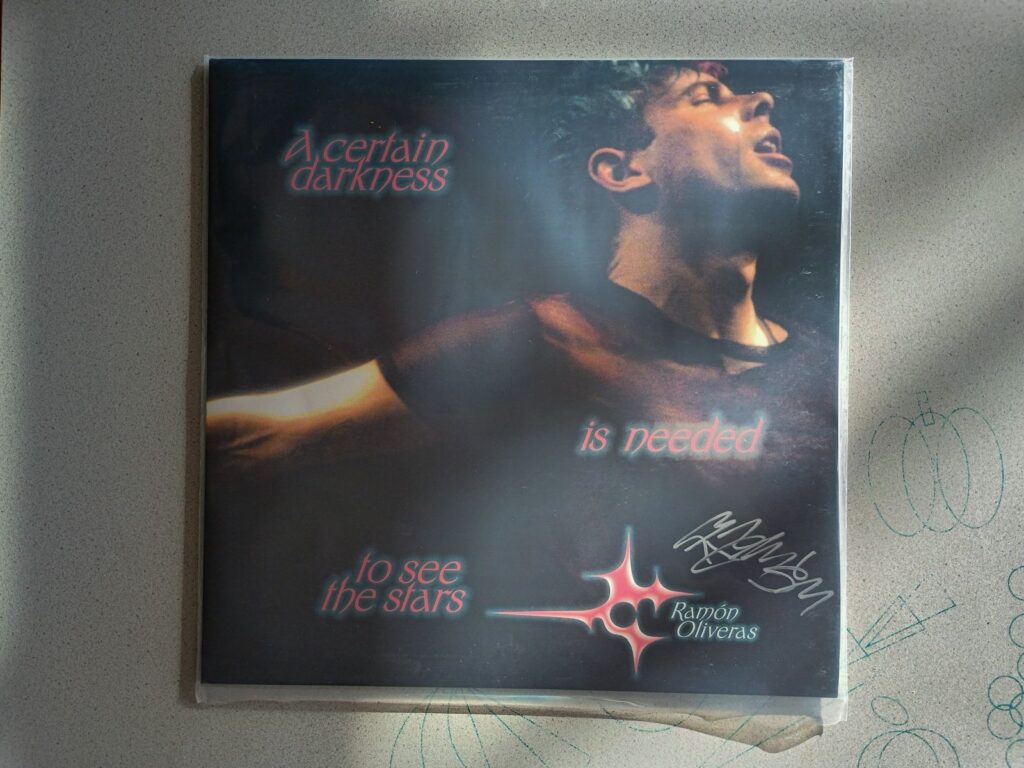 A certain
darkness
is needed
to see
the stars
Ramón
Oliveras